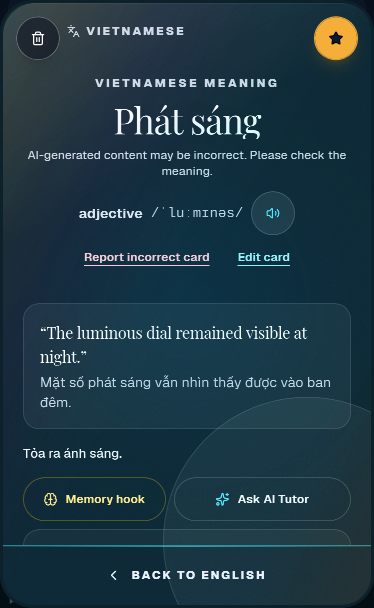 VIETNAMESE
VIETNAMESE MEANING
Phát sáng
AI-generated content may be incorrect. Please check the
meaning.
adjective /ˈluːmɪnəs/
Report incorrect card Edit card
“The luminous dial remained visible at
night.”
Mặt số phát sáng vẫn nhìn thấy được vào ban
đêm.
Tỏa ra ánh sáng.
Memory hook Ask AI Tutor
BACK TO ENGLISH